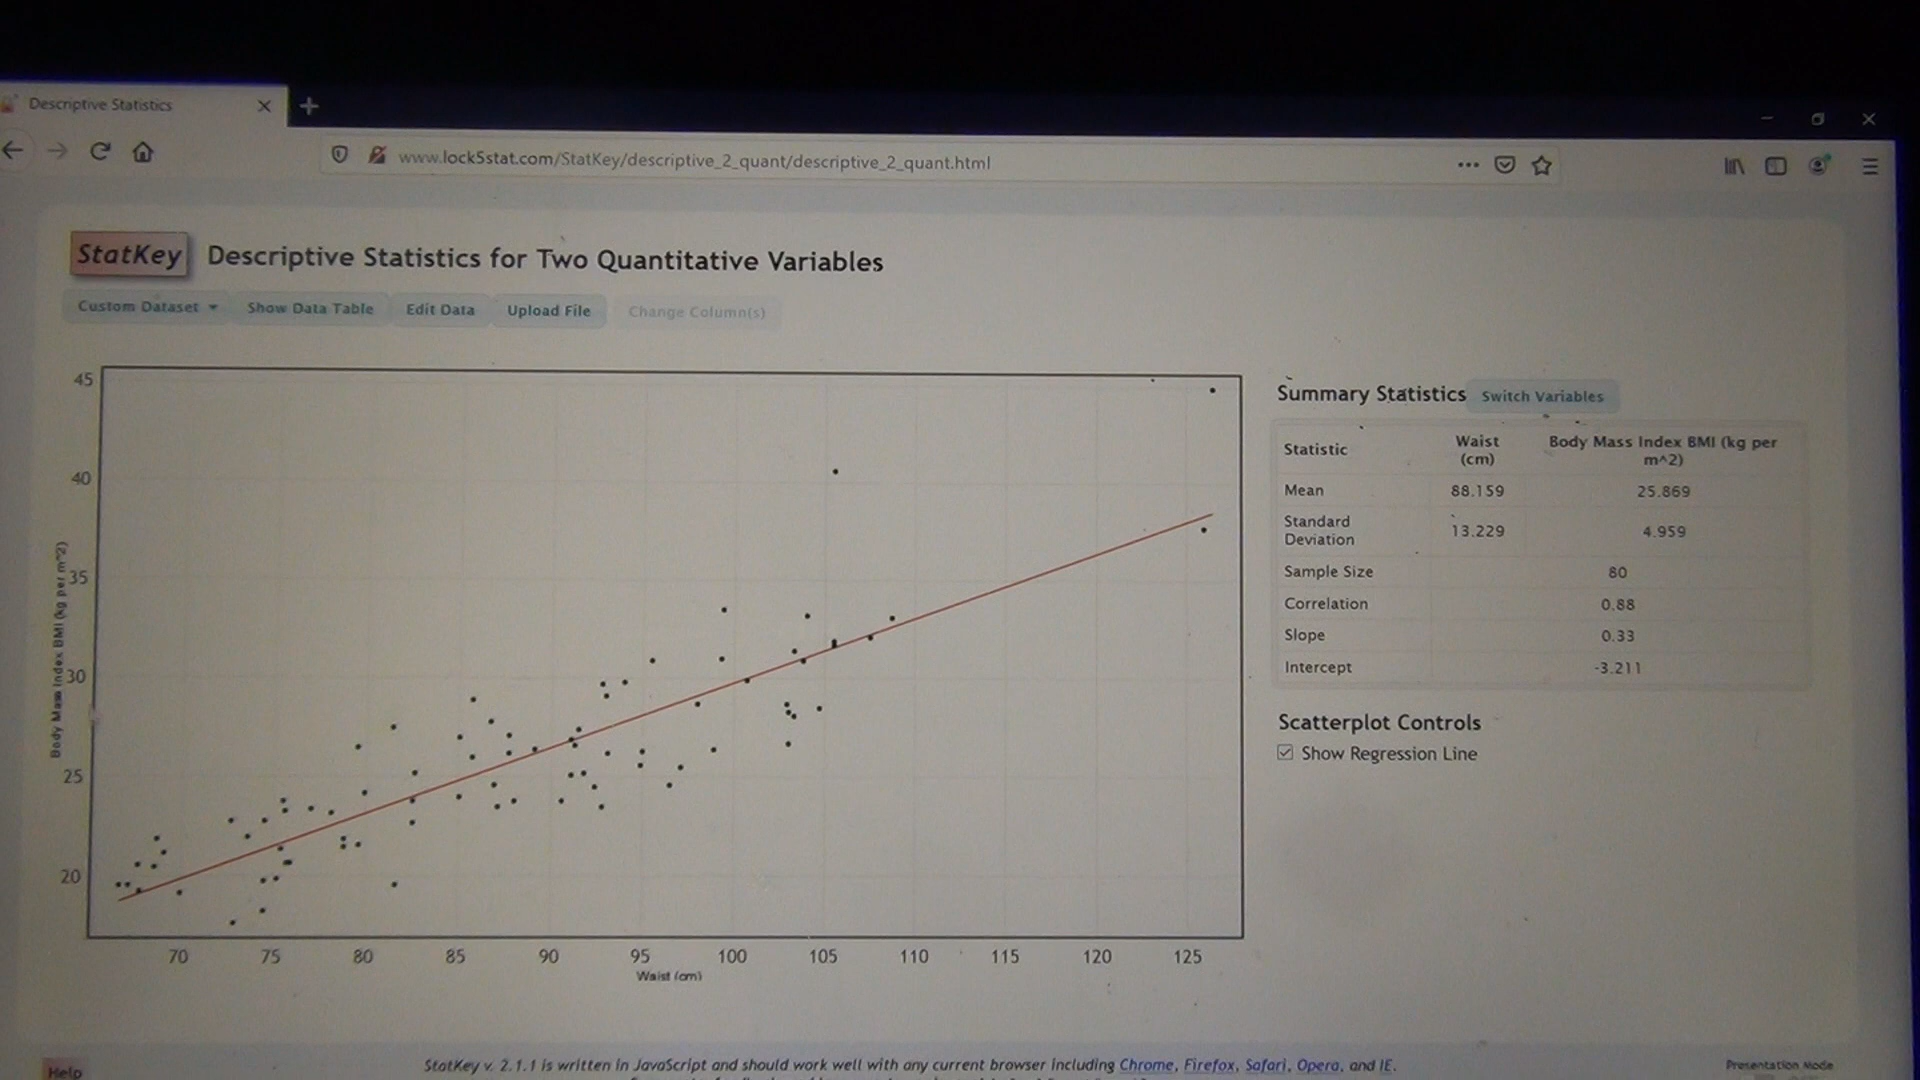 Descriptive Statistics
www.lock5stat.com/StatKey/descriptive_2_quant/descriptive_2_quant.html
StatKey Descriptive Statistics for Two Quantitative Variables
Custom Dataset Show Data Table Edit Data Upload File Change Column(s)
45
40
35
30
25
20
Body Mass Index BMI (kg per m^2)
70 75 80 85 90 95 100 105 110 115 120 125
Waist (cm)
Summary Statistics Switch Variables
Statistic Waist (cm) Body Mass Index BMI (kg per m^2)
Mean 88.159 25.869
Standard Deviation 13.229 4.959
Sample Size 80
Correlation 0.88
Slope 0.33
Intercept -3.211
Scatterplot Controls
Show Regression Line
Help
StatKey v. 2.1.1 is written in JavaScript and should work well with any current browser including Chrome, Firefox, Safari, Opera, and IE.
Presentation Mode